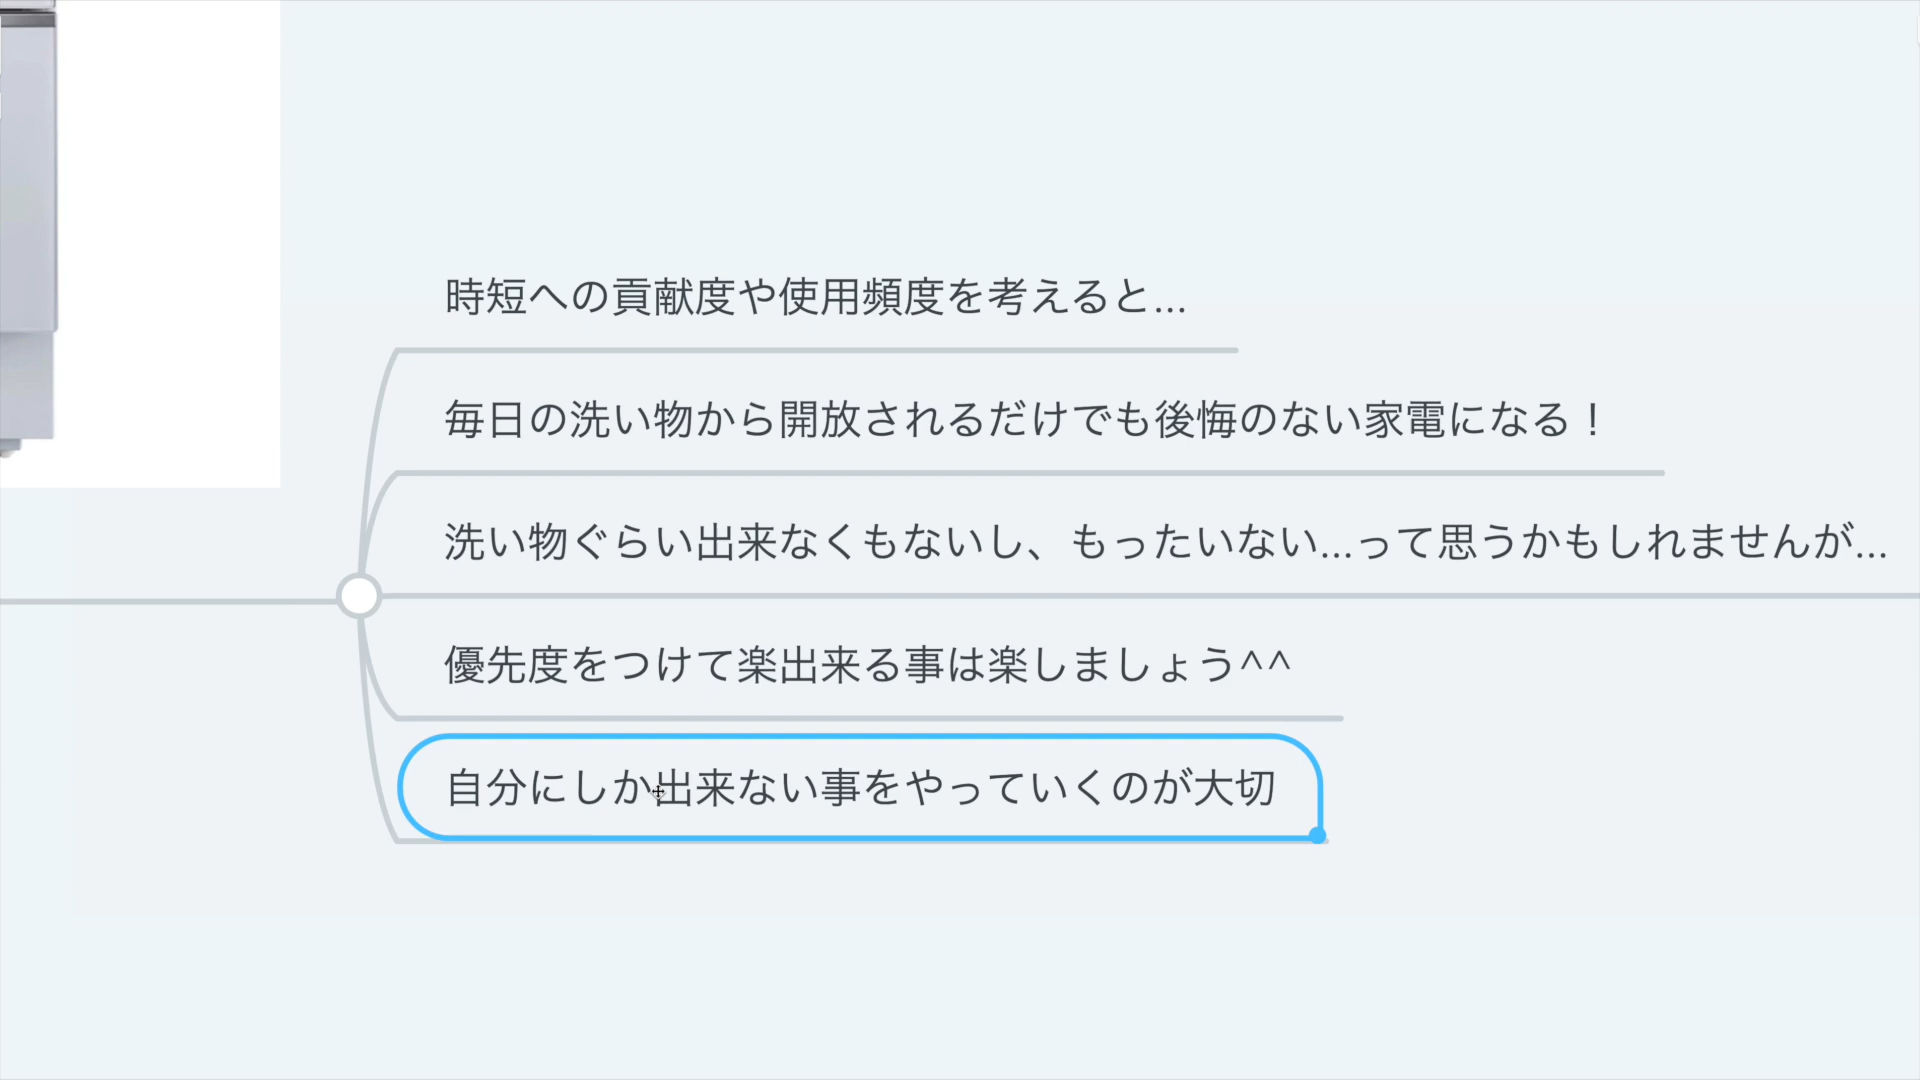 時短への貢献度や使用頻度を考えると...
毎日の洗い物から開放されるだけでも後悔のない家電になる！
洗い物ぐらい出来なくもないし、もったいない...って思うかもしれませんが...
優先度をつけて楽出来る事は楽しましょう^^
自分にしか出来ない事をやっていくのが大切